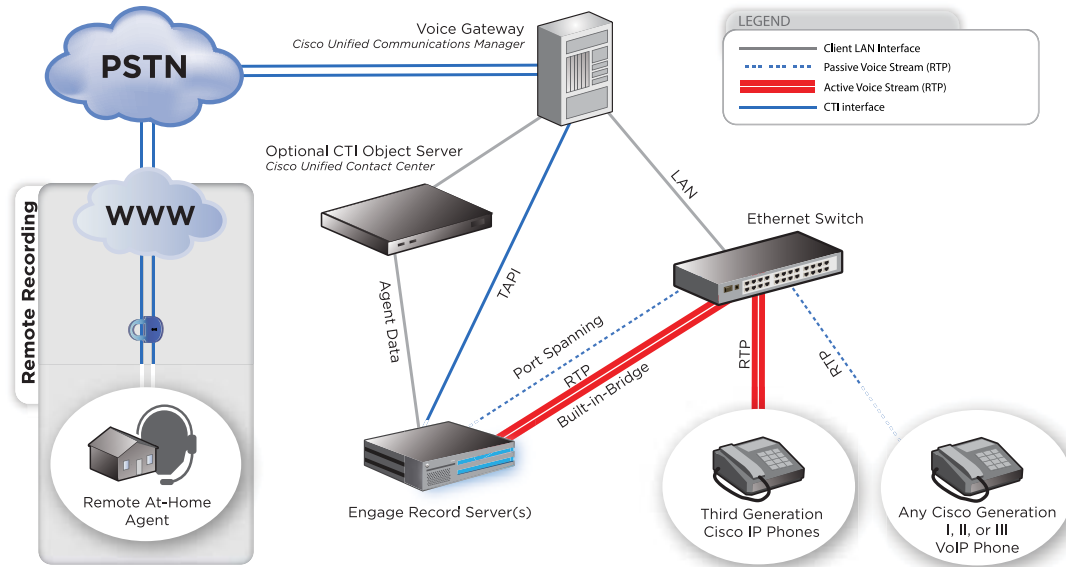 PSTN
Voice Gateway
Cisco Unified Communications Manager
LEGEND
Client LAN Interface
Passive Voice Stream (RTP)
Active Voice Stream (RTP)
CTI interface
Optional CTI Object Server
Cisco Unified Contact Center
LAN
Ethernet Switch
Remote Recording
WWW
Agent Data
TAPI
Port Spanning
RTP
Built-in-Bridge
RTP
RTP
Remote At-Home
Agent
Engage Record Server(s)
Third Generation
Cisco IP Phones
Any Cisco Generation
I, II, or III
VoIP Phone